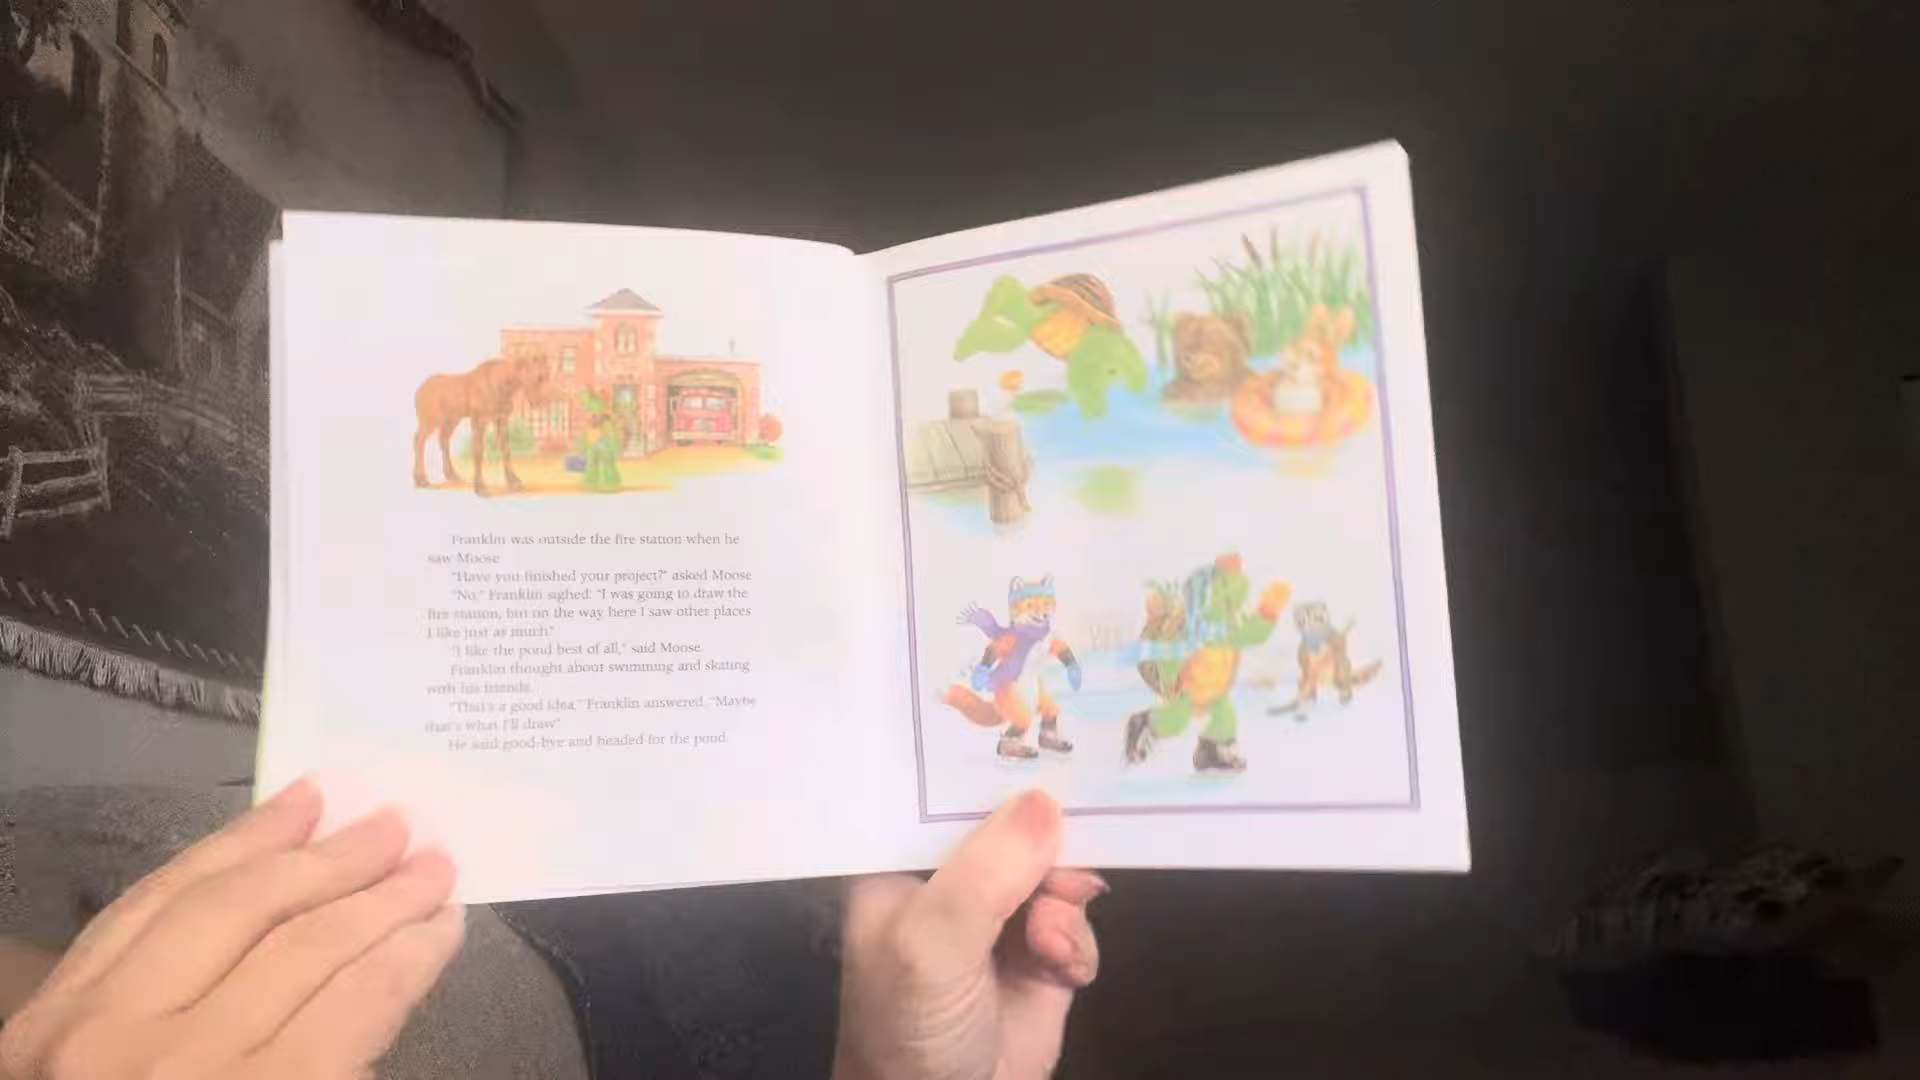 Franklin was outside the fire station when he
saw Moose.
"Have you finished your project?" asked Moose.
"No," Franklin sighed. "I was going to draw the
fire station, but on the way here I saw other places
I like just as much."
"I like the pond best of all," said Moose.
Franklin thought about swimming and skating
with his friends.
"That's a good idea," Franklin answered. "Maybe
that's what I'll draw."
He said good-bye and headed for the pond.